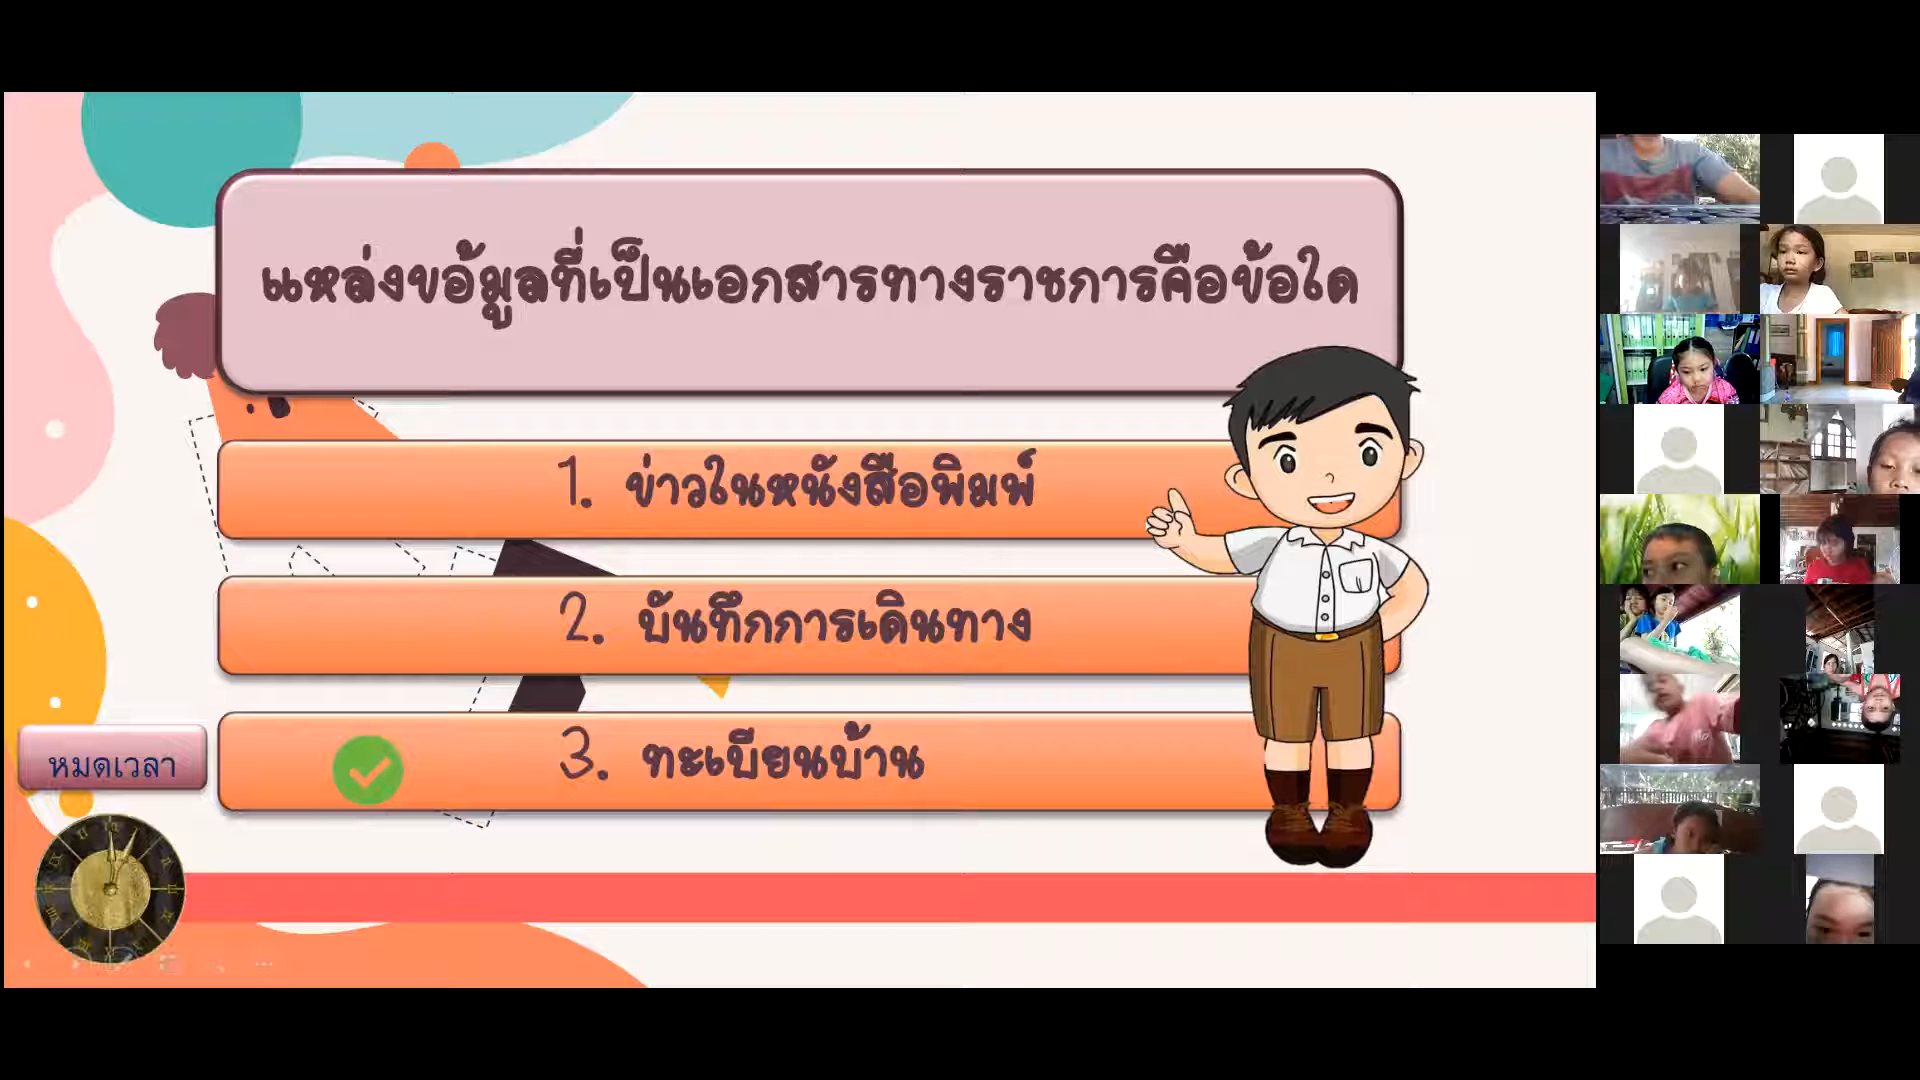 แหล่งขอ้มูลที่เป็นเอกสารทางราชการคือข้อใด
1. ข่าวในหนังสือพิมพ์
2. บันทึกการเดินทาง
3. ทะเบียนบ้าน
หมดเวลา